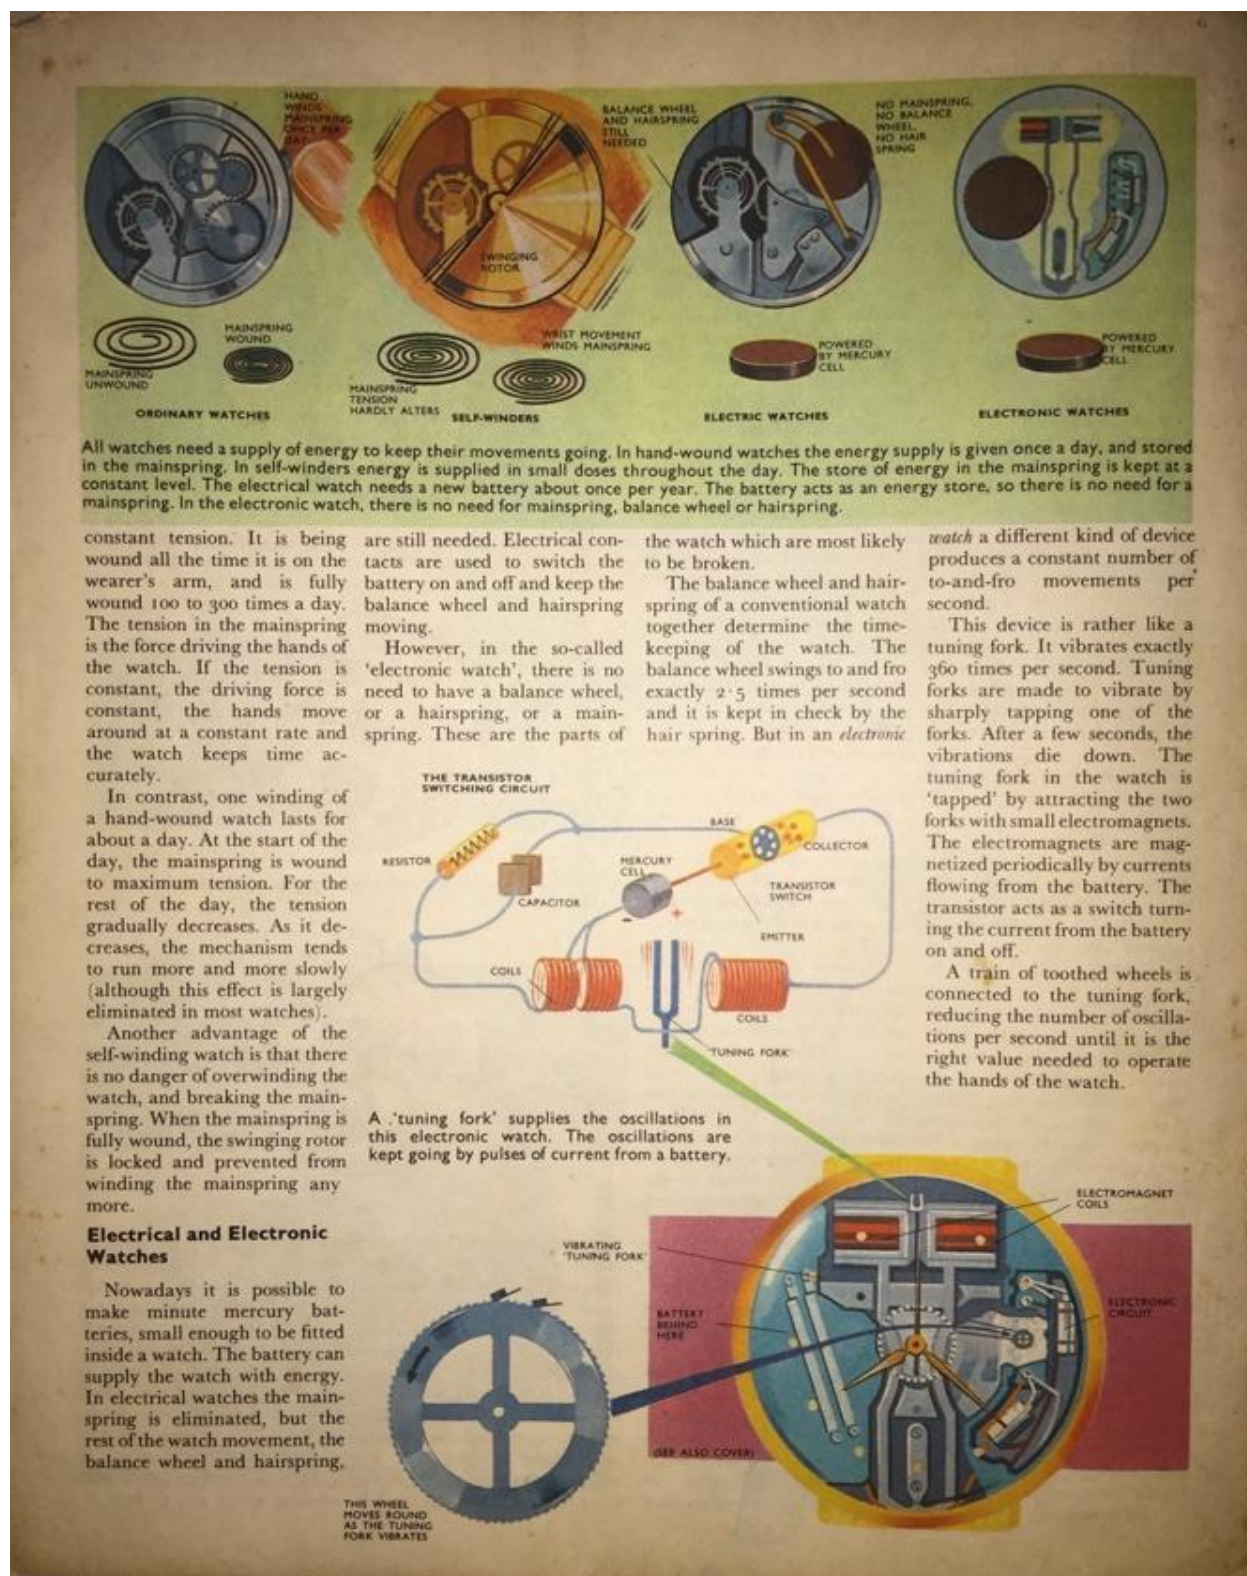 HAND
WINDS
MAINSPRING
ONCE PER
DAY
BALANCE WHEEL
AND HAIRSPRING
STILL
NEEDED
NO MAINSPRING,
NO BALANCE
WHEEL,
NO HAIR
SPRING
SWINGING
ROTOR
MAINSPRING
UNWOUND
MAINSPRING
WOUND
MAINSPRING
TENSION
HARDLY ALTERS
WRIST MOVEMENT
WINDS MAINSPRING
POWERED
BY MERCURY
CELL
POWERED
BY MERCURY
CELL
ORDINARY WATCHES
SELF-WINDERS
ELECTRIC WATCHES
ELECTRONIC WATCHES
All watches need a supply of energy to keep their movements going. In hand-wound watches the energy supply is given once a day, and stored
in the mainspring. In self-winders energy is supplied in small doses throughout the day. The store of energy in the mainspring is kept at a
constant level. The electrical watch needs a new battery about once per year. The battery acts as an energy store, so there is no need for a
mainspring. In the electronic watch, there is no need for mainspring, balance wheel or hairspring.
constant tension. It is being
wound all the time it is on the
wearer's arm, and is fully
wound 100 to 300 times a day.
The tension in the mainspring
is the force driving the hands of
the watch. If the tension is
constant, the driving force is
constant, the hands move
around at a constant rate and
the watch keeps time ac-
curately.
In contrast, one winding of
a hand-wound watch lasts for
about a day. At the start of the
day, the mainspring is wound
to maximum tension. For the
rest of the day, the tension
gradually decreases. As it de-
creases, the mechanism tends
to run more and more slowly
(although this effect is largely
eliminated in most watches).
Another advantage of the
self-winding watch is that there
is no danger of overwinding the
watch, and breaking the main-
spring. When the mainspring is
fully wound, the swinging rotor
is locked and prevented from
winding the mainspring any
more.
Electrical and Electronic
Watches
Nowadays it is possible to
make minute mercury bat-
teries, small enough to be fitted
inside a watch. The battery can
supply the watch with energy.
In electrical watches the main-
spring is eliminated, but the
rest of the watch movement, the
balance wheel and hairspring,
are still needed. Electrical con-
tacts are used to switch the
battery on and off and keep the
balance wheel and hairspring
moving.
However, in the so-called
'electronic watch', there is no
need to have a balance wheel,
or a hairspring, or a main-
spring. These are the parts of
the watch which are most likely
to be broken.
The balance wheel and hair-
spring of a conventional watch
together determine the time-
keeping of the watch. The
balance wheel swings to and fro
exactly 2·5 times per second
and it is kept in check by the
hair spring. But in an electronic
watch a different kind of device
produces a constant number of
to-and-fro movements per
second.
This device is rather like a
tuning fork. It vibrates exactly
360 times per second. Tuning
forks are made to vibrate by
sharply tapping one of the
forks. After a few seconds, the
vibrations die down. The
tuning fork in the watch is
'tapped' by attracting the two
forks with small electromagnets.
The electromagnets are mag-
netized periodically by currents
flowing from the battery. The
transistor acts as a switch turn-
ing the current from the battery
on and off.
A train of toothed wheels is
connected to the tuning fork,
reducing the number of oscilla-
tions per second until it is the
right value needed to operate
the hands of the watch.
THE TRANSISTOR
SWITCHING CIRCUIT
RESISTOR
CAPACITOR
MERCURY
CELL
BASE
COLLECTOR
TRANSISTOR
SWITCH
EMITTER
- +
COILS
COILS
'TUNING FORK'
A 'tuning fork' supplies the oscillations in
this electronic watch. The oscillations are
kept going by pulses of current from a battery.
VIBRATING
'TUNING FORK'
ELECTROMAGNET
COILS
BATTERY
BEHIND
HERE
ELECTRONIC
CIRCUIT
(SEE ALSO COVER)
THIS WHEEL
MOVES ROUND
AS THE TUNING
FORK VIBRATES